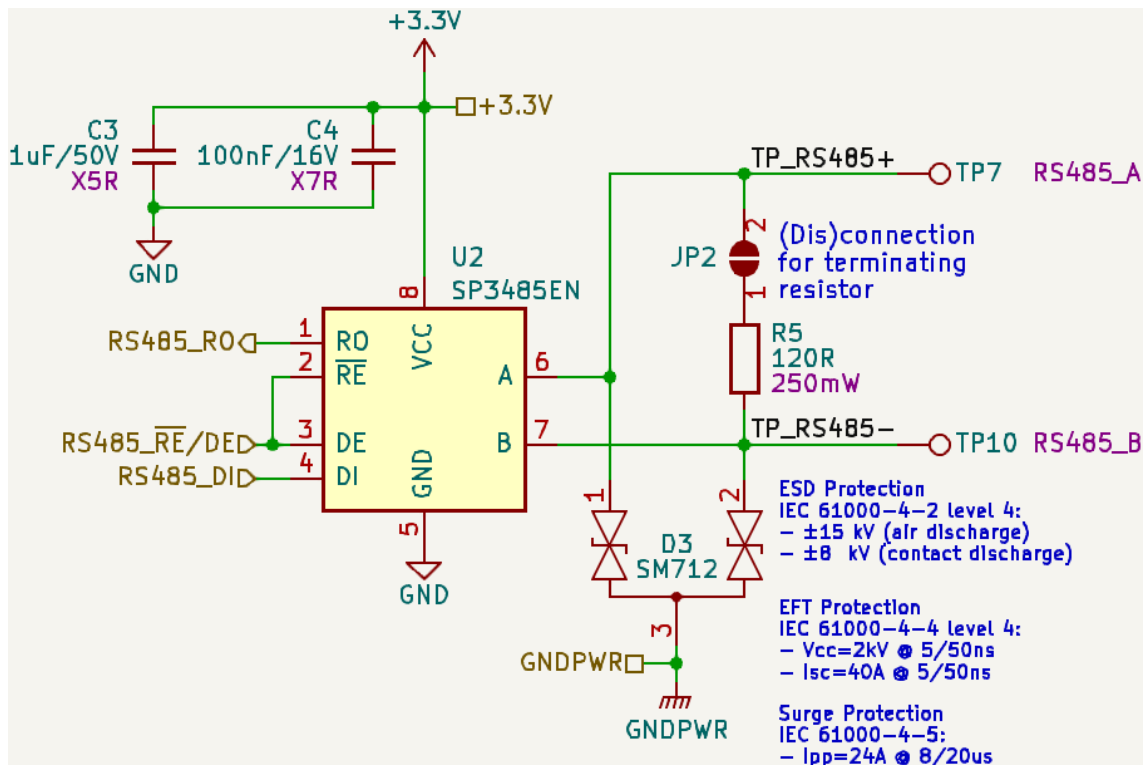 +3.3V
+3.3V
C3
1uF/50V
X5R
C4
100nF/16V
X7R
GND
U2
SP3485EN
8
VCC
RS485_RO
1
RO
2
RE
RS485_RE/DE
3
DE
RS485_DI
4
DI
GND
5
GND
A
6
B
7
TP_RS485+
TP7
RS485_A
2
JP2
1
(Dis)connection
for terminating
resistor
R5
120R
250mW
TP_RS485-
TP10
RS485_B
1
2
D3
SM712
3
GNDPWR
GNDPWR
ESD Protection
IEC 61000-4-2 level 4:
- ±15 kV (air discharge)
- ±8 kV (contact discharge)
EFT Protection
IEC 61000-4-4 level 4:
- Vcc=2kV @ 5/50ns
- Isc=40A @ 5/50ns
Surge Protection
IEC 61000-4-5:
- Ipp=24A @ 8/20us